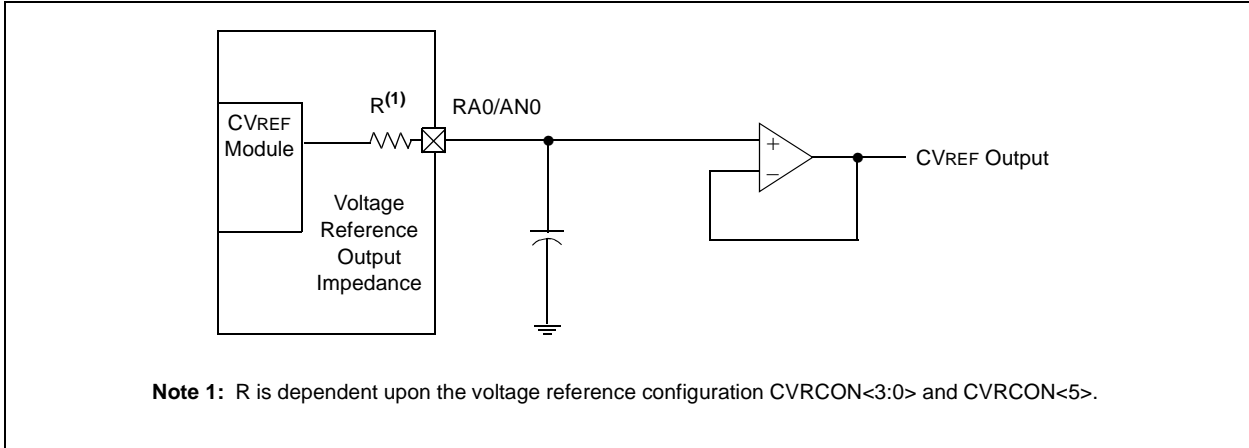 R(1)
RA0/AN0
CVREF
Module
+
−
CVREF Output
Voltage
Reference
Output
Impedance
Note 1: R is dependent upon the voltage reference configuration CVRCON<3:0> and CVRCON<5>.